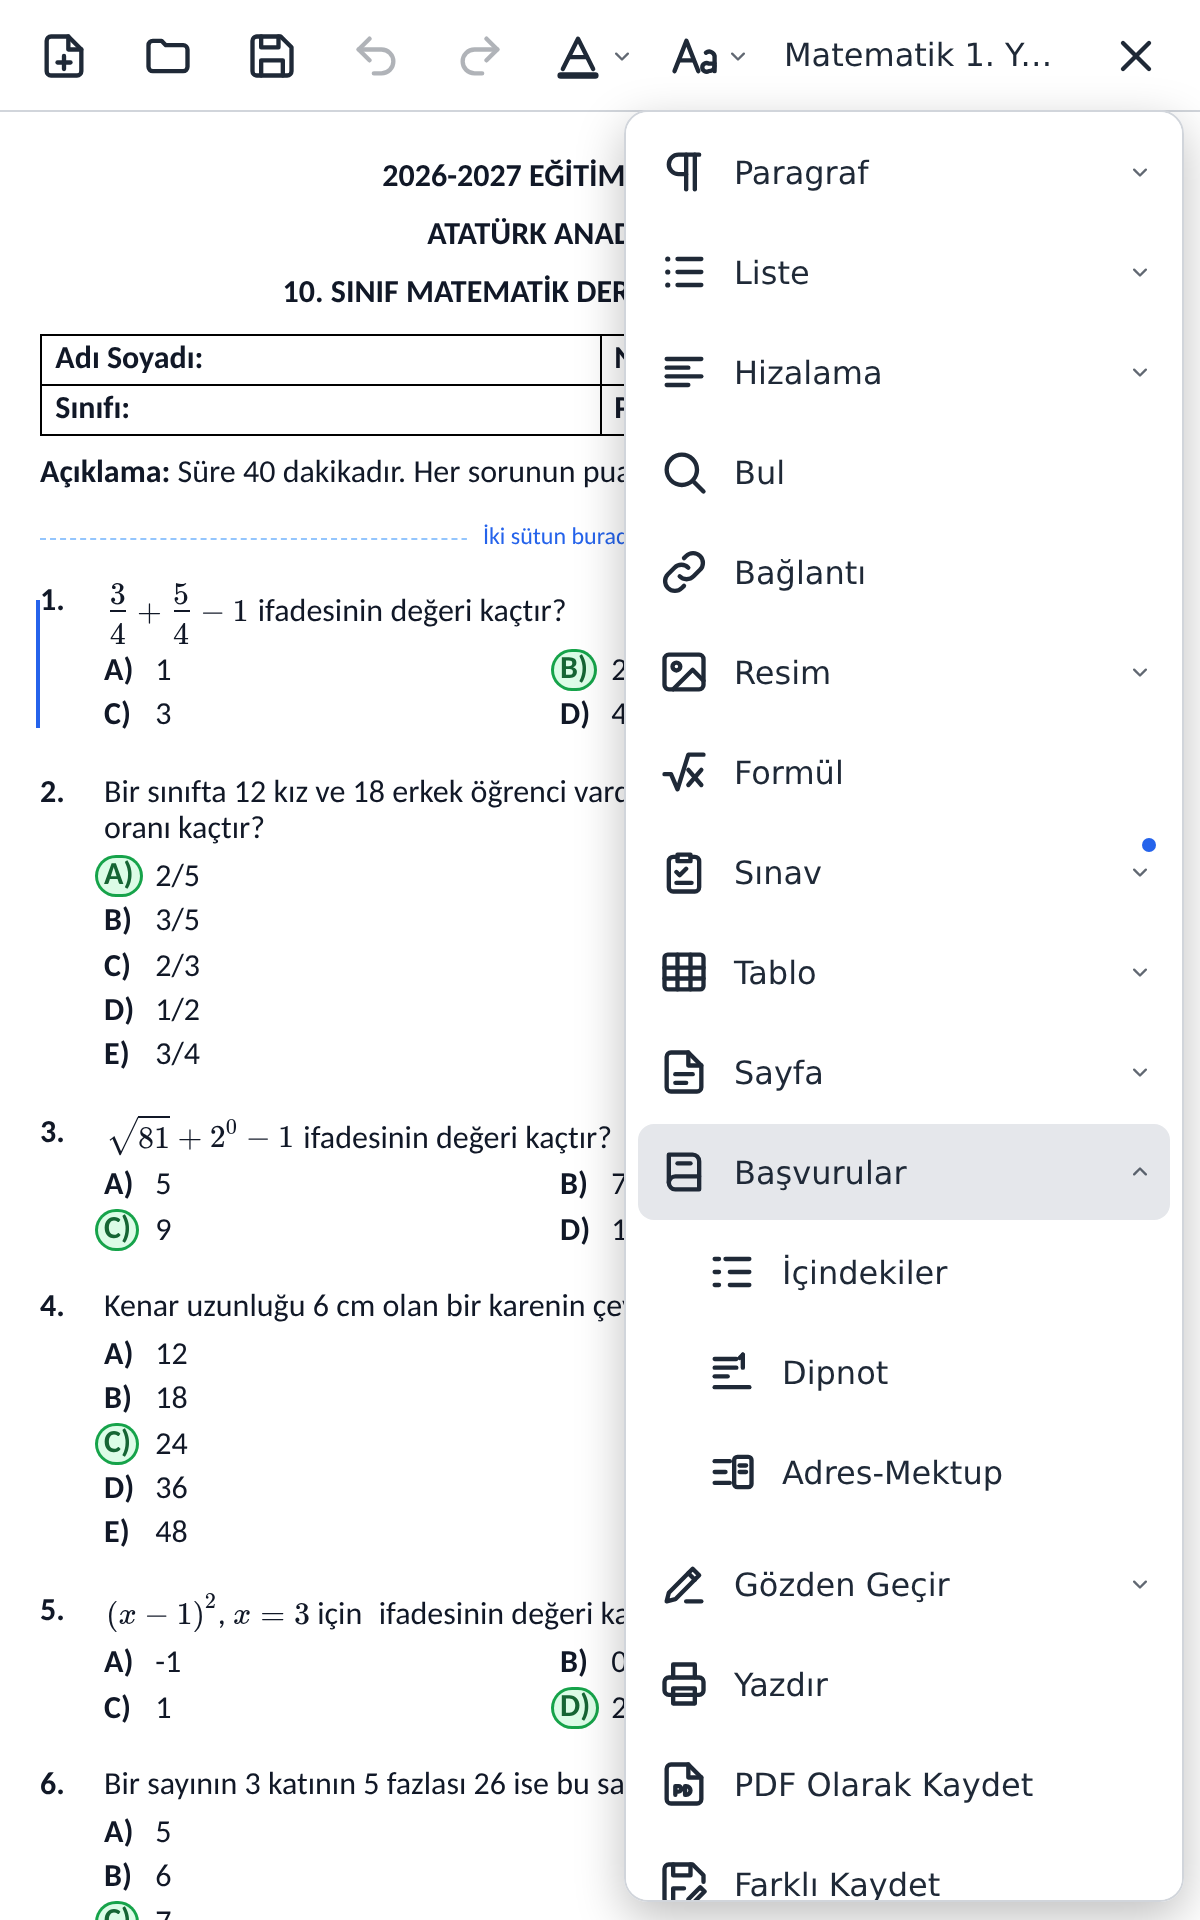 Matematik 1. Y...
2026-2027 EĞİTİM
ATATÜRK ANAD
10. SINIF MATEMATİK DER
Adı Soyadı:
Sınıfı:
Açıklama: Süre 40 dakikadır. Her sorunun pua
İki sütun burad
1. 3/4 + 5/4 − 1 ifadesinin değeri kaçtır?
A) 1 B) 2
C) 3 D) 4
2. Bir sınıfta 12 kız ve 18 erkek öğrenci vard
oranı kaçtır?
A) 2/5
B) 3/5
C) 2/3
D) 1/2
E) 3/4
3. √81 + 2⁰ − 1 ifadesinin değeri kaçtır?
A) 5 B) 7
C) 9 D) 1
4. Kenar uzunluğu 6 cm olan bir karenin çev
A) 12
B) 18
C) 24
D) 36
E) 48
5. (x − 1)², x = 3 için ifadesinin değeri ka
A) -1 B) 0
C) 1 D) 2
6. Bir sayının 3 katının 5 fazlası 26 ise bu sa
A) 5
B) 6
C) 7
Paragraf
Liste
Hizalama
Bul
Bağlantı
Resim
Formül
Sınav
Tablo
Sayfa
Başvurular
İçindekiler
Dipnot
Adres-Mektup
Gözden Geçir
Yazdır
PDF Olarak Kaydet
Farklı Kaydet